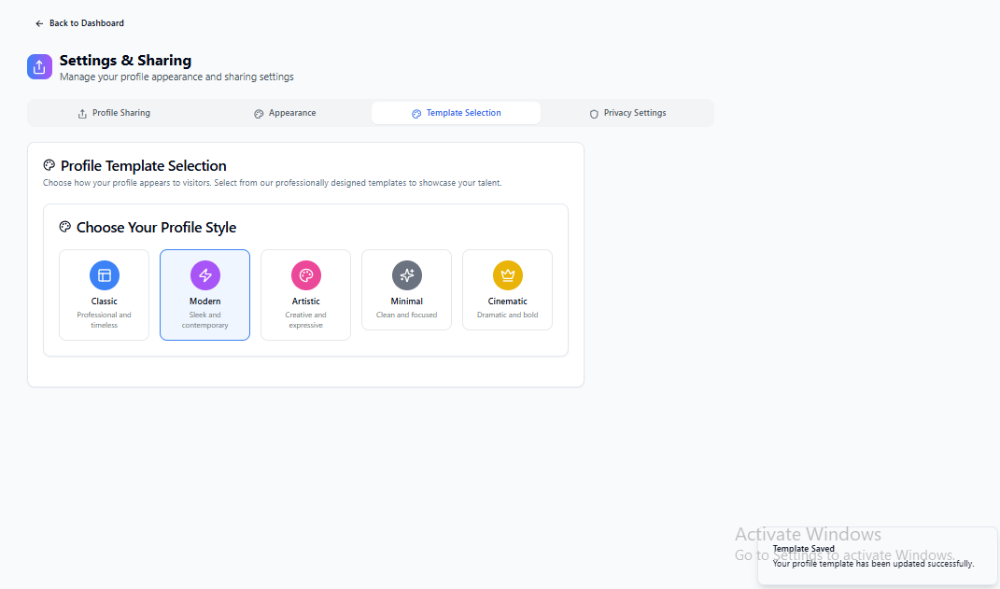 Back to Dashboard
Settings & Sharing
Manage your profile appearance and sharing settings
Profile Sharing
Appearance
Template Selection
Privacy Settings
Profile Template Selection
Choose how your profile appears to visitors. Select from our professionally designed templates to showcase your talent.
Choose Your Profile Style
Classic
Professional and
timeless
Modern
Sleek and
contemporary
Artistic
Creative and
expressive
Minimal
Clean and focused
Cinematic
Dramatic and bold
Activate Windows
Go to Settings to activate Windows.
Template Saved
Your profile template has been updated successfully.